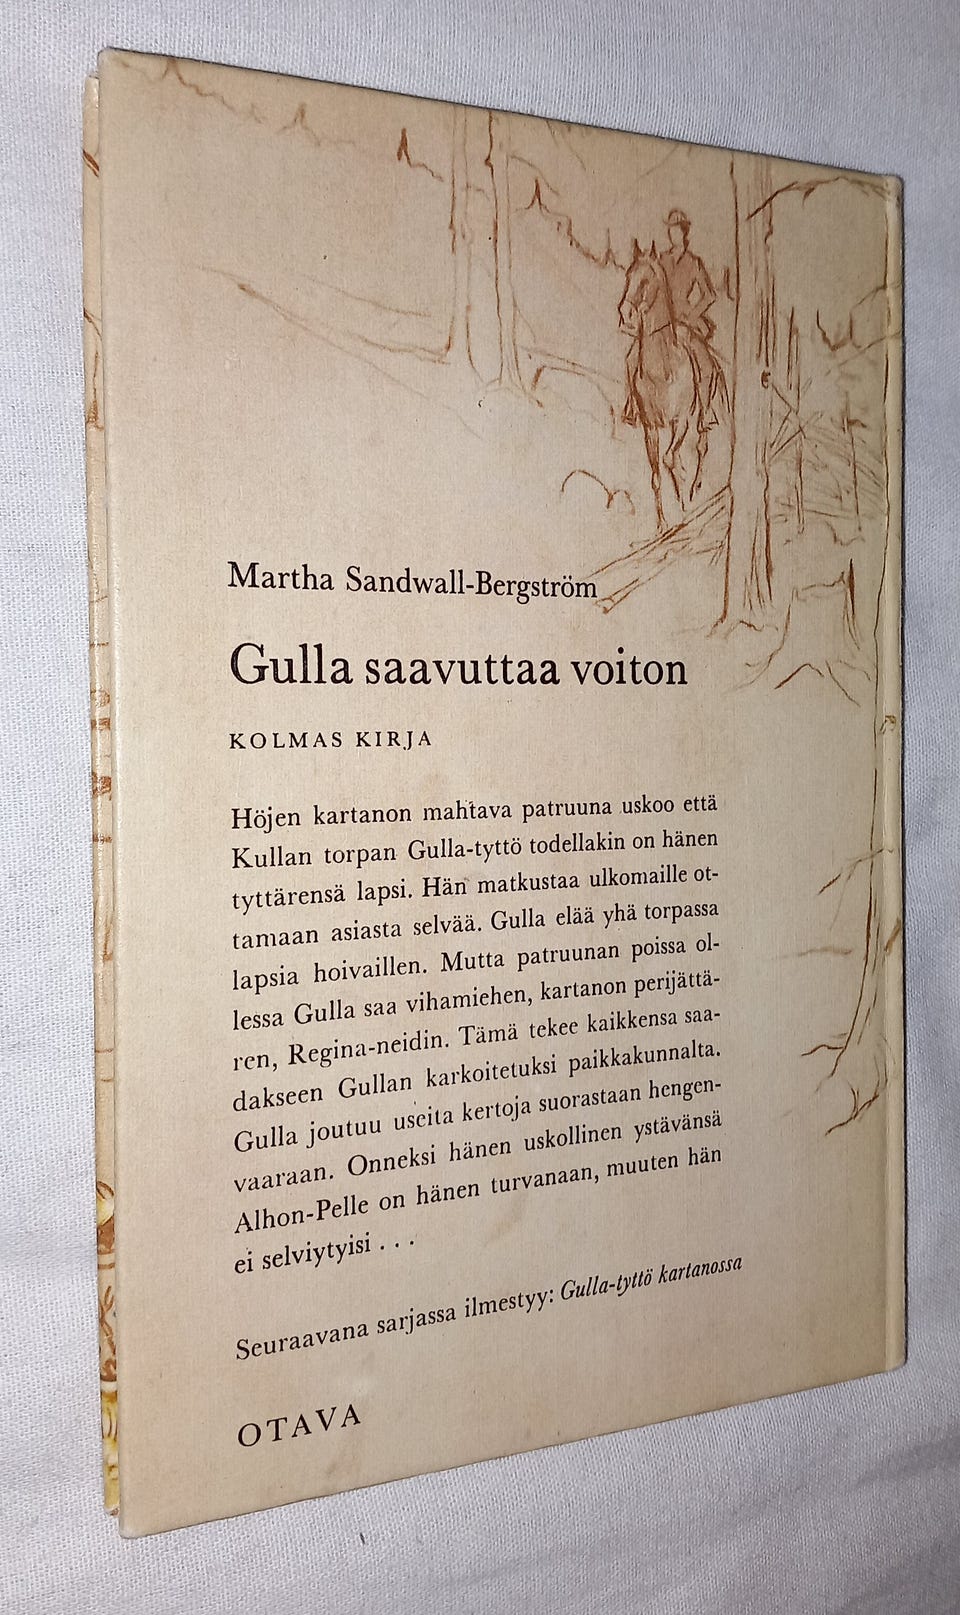 Martha Sandwall-Bergström
Gulla saavuttaa voiton
KOLMAS KIRJA
Höjen kartanon mahtava patruuna uskoo että
Kullan torpan Gulla-tyttö todellakin on hänen
tyttärensä lapsi. Hän matkustaa ulkomaille ot-
tamaan asiasta selvää. Gulla elää yhä torpassa
lapsia hoivaillen. Mutta patruunan poissa ol-
lessa Gulla saa vihamiehen, kartanon perijättä-
ren, Regina-neidin. Tämä tekee kaikkensa saa-
dakseen Gullan karkoitetuksi paikkakunnalta.
Gulla joutuu useita kertoja suorastaan hengen-
vaaraan. Onneksi hänen uskollinen ystävänsä
Alhon-Pelle on hänen turvanaan, muuten hän
ei selviytyisi . . .
Seuraavana sarjassa ilmestyy: Gulla-tyttö kartanossa
OTAVA